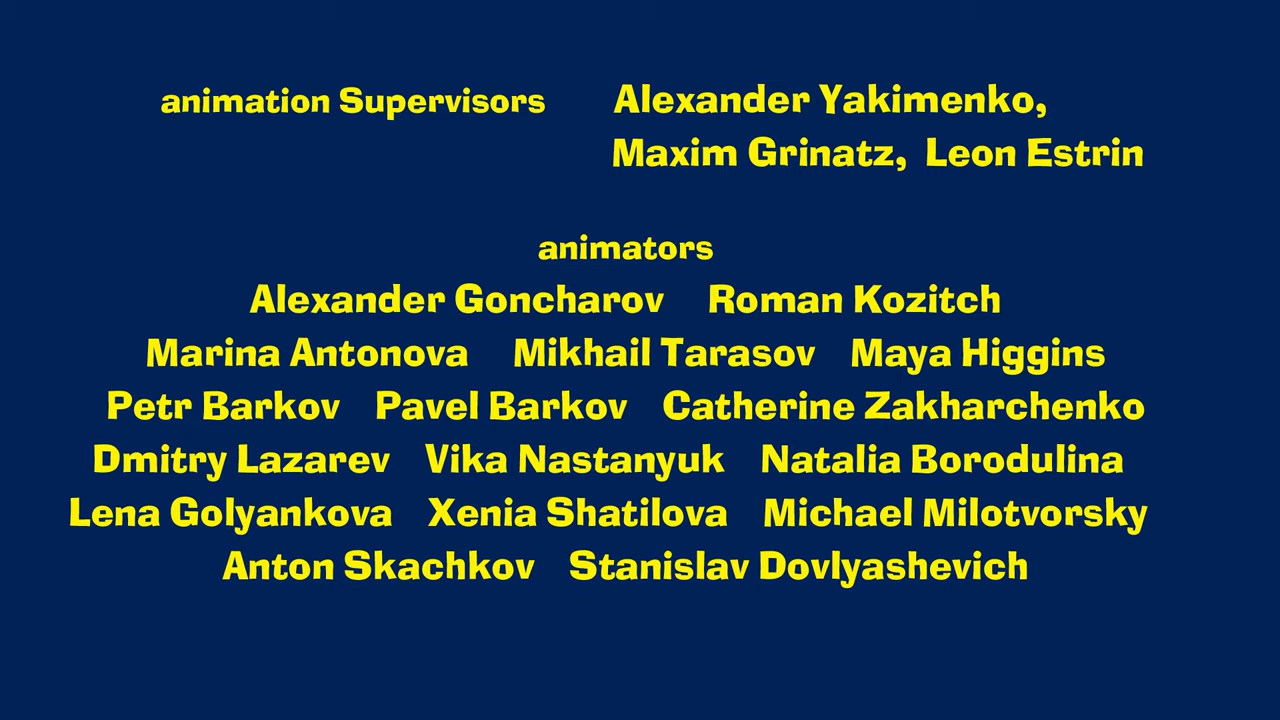 animation Supervisors Alexander Yakimenko,
Maxim Grinatz, Leon Estrin
animators
Alexander Goncharov Roman Kozitch
Marina Antonova Mikhail Tarasov Maya Higgins
Petr Barkov Pavel Barkov Catherine Zakharchenko
Dmitry Lazarev Vika Nastanyuk Natalia Borodulina
Lena Golyankova Xenia Shatilova Michael Milotvorsky
Anton Skachkov Stanislav Dovlyashevich